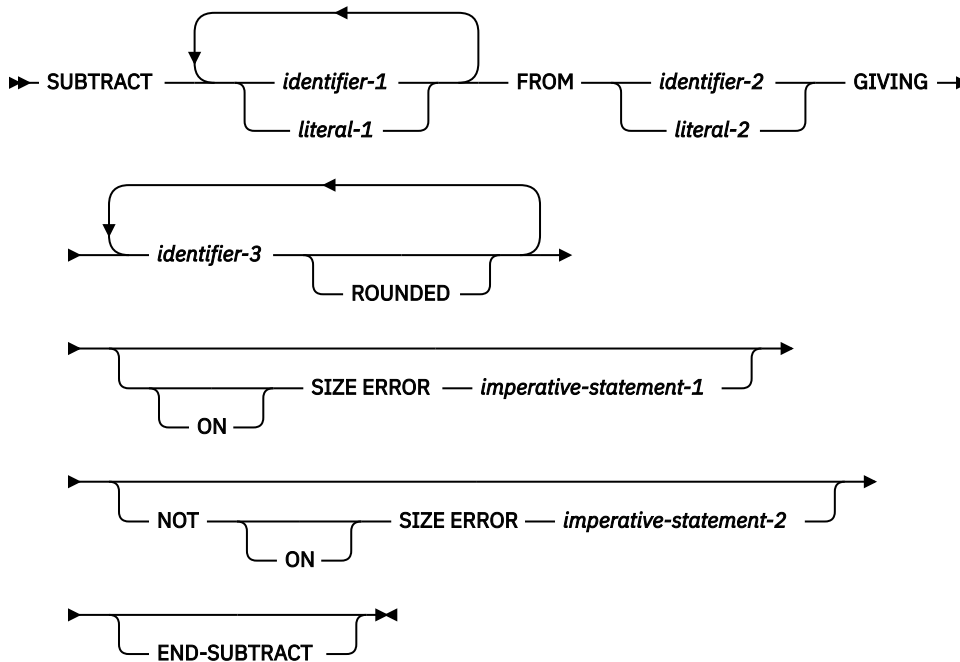 SUBTRACT identifier-1 FROM identifier-2 GIVING
literal-1 literal-2
identifier-3
ROUNDED
SIZE ERROR imperative-statement-1
ON
NOT SIZE ERROR imperative-statement-2
ON
END-SUBTRACT